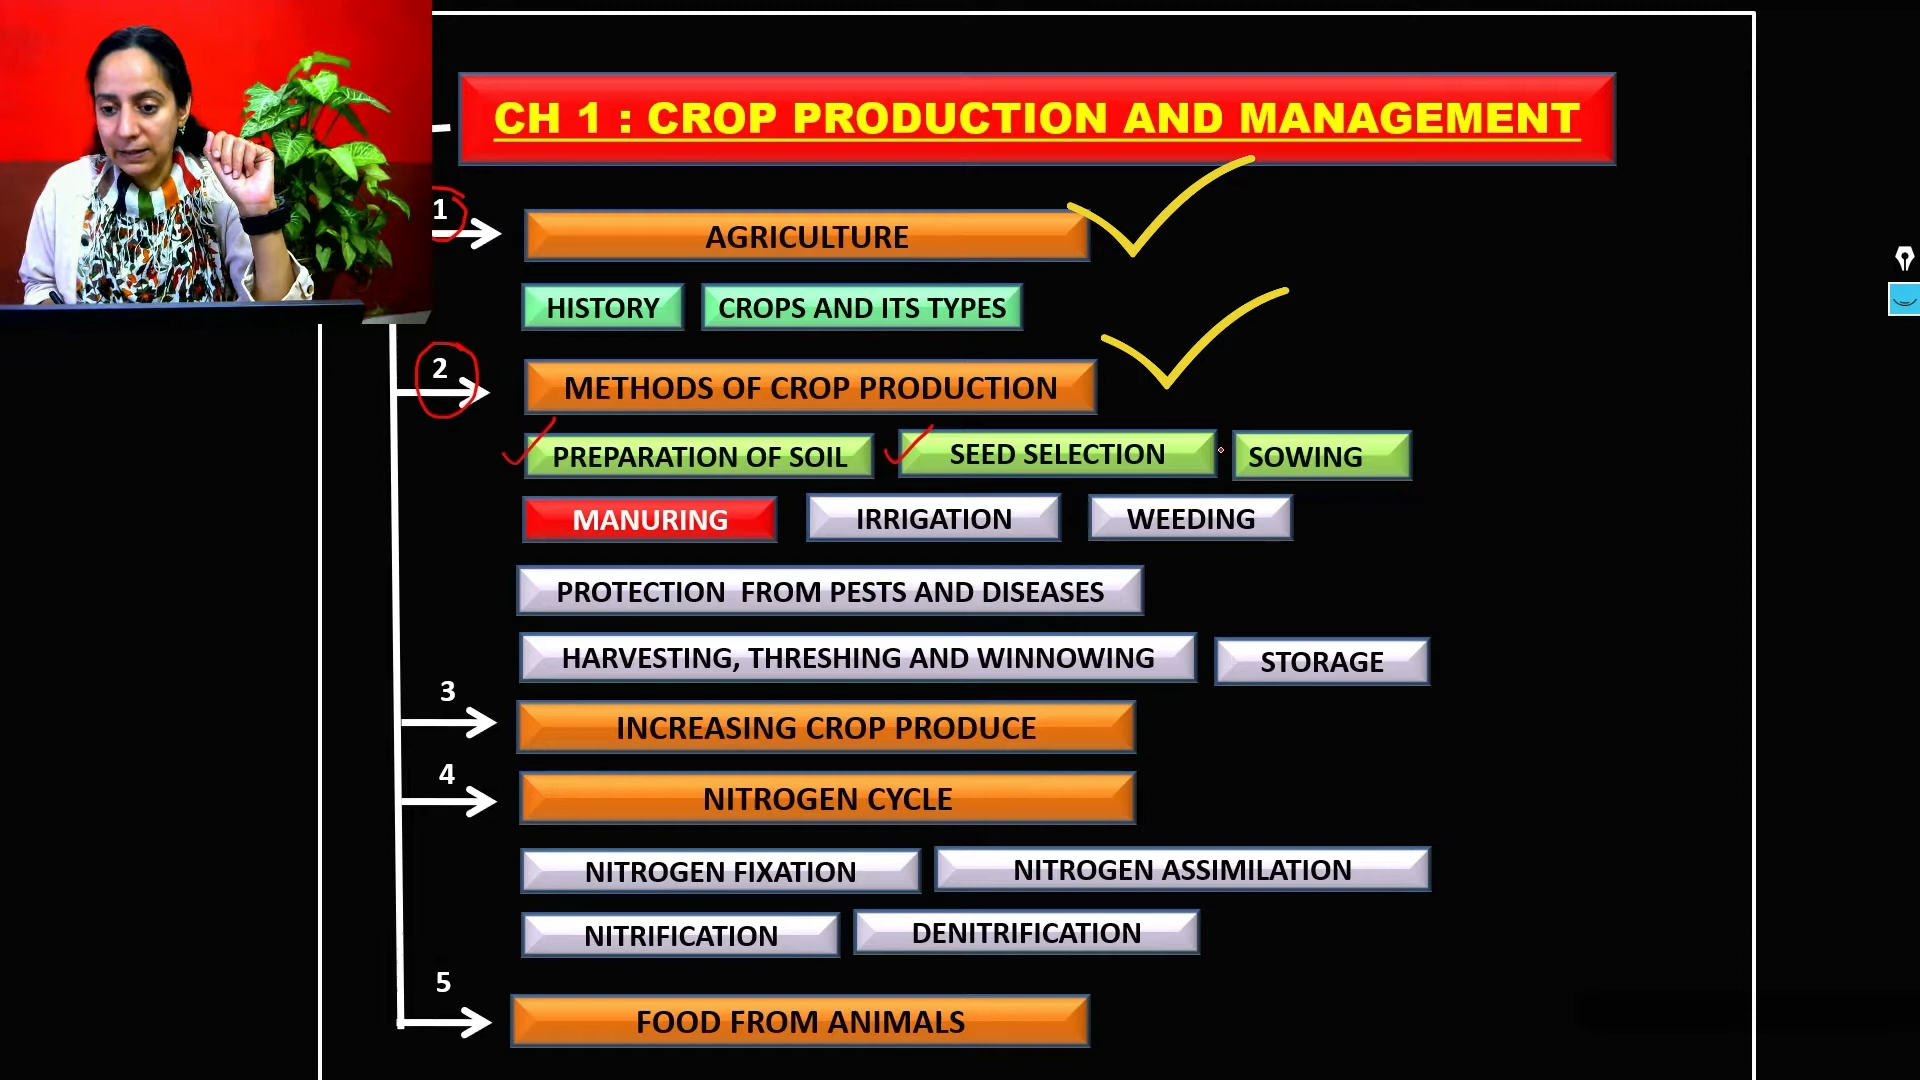 CH 1 : CROP PRODUCTION AND MANAGEMENT
1
AGRICULTURE
HISTORY CROPS AND ITS TYPES
2
METHODS OF CROP PRODUCTION
PREPARATION OF SOIL SEED SELECTION SOWING
MANURING IRRIGATION WEEDING
PROTECTION FROM PESTS AND DISEASES
HARVESTING, THRESHING AND WINNOWING STORAGE
3
INCREASING CROP PRODUCE
4
NITROGEN CYCLE
NITROGEN FIXATION NITROGEN ASSIMILATION
NITRIFICATION DENITRIFICATION
5
FOOD FROM ANIMALS